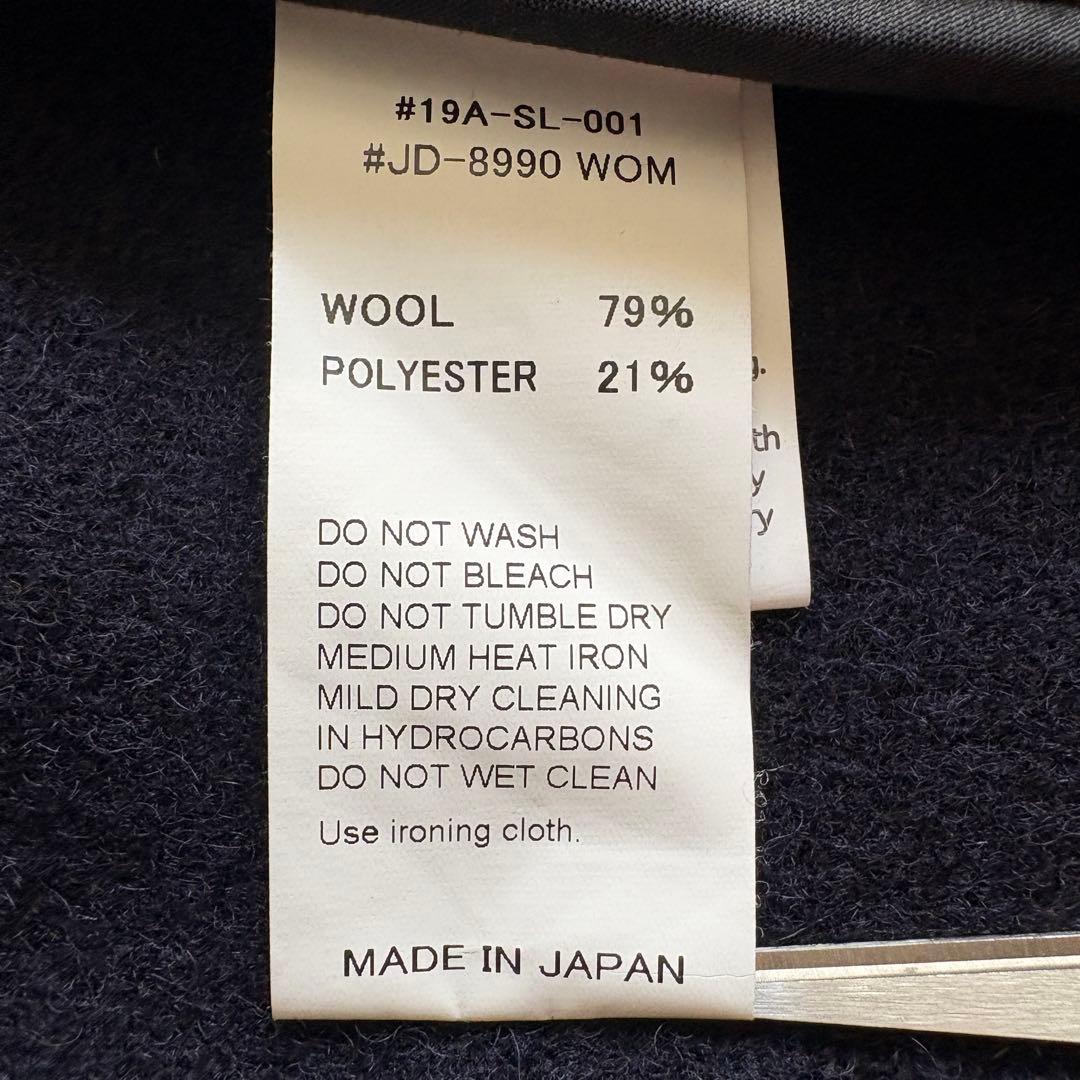 #19A-SL-001
#JD-8990 WOM
WOOL 79%
POLYESTER 21%
DO NOT WASH
DO NOT BLEACH
DO NOT TUMBLE DRY
MEDIUM HEAT IRON
MILD DRY CLEANING
IN HYDROCARBONS
DO NOT WET CLEAN
Use ironing cloth.
MADE IN JAPAN